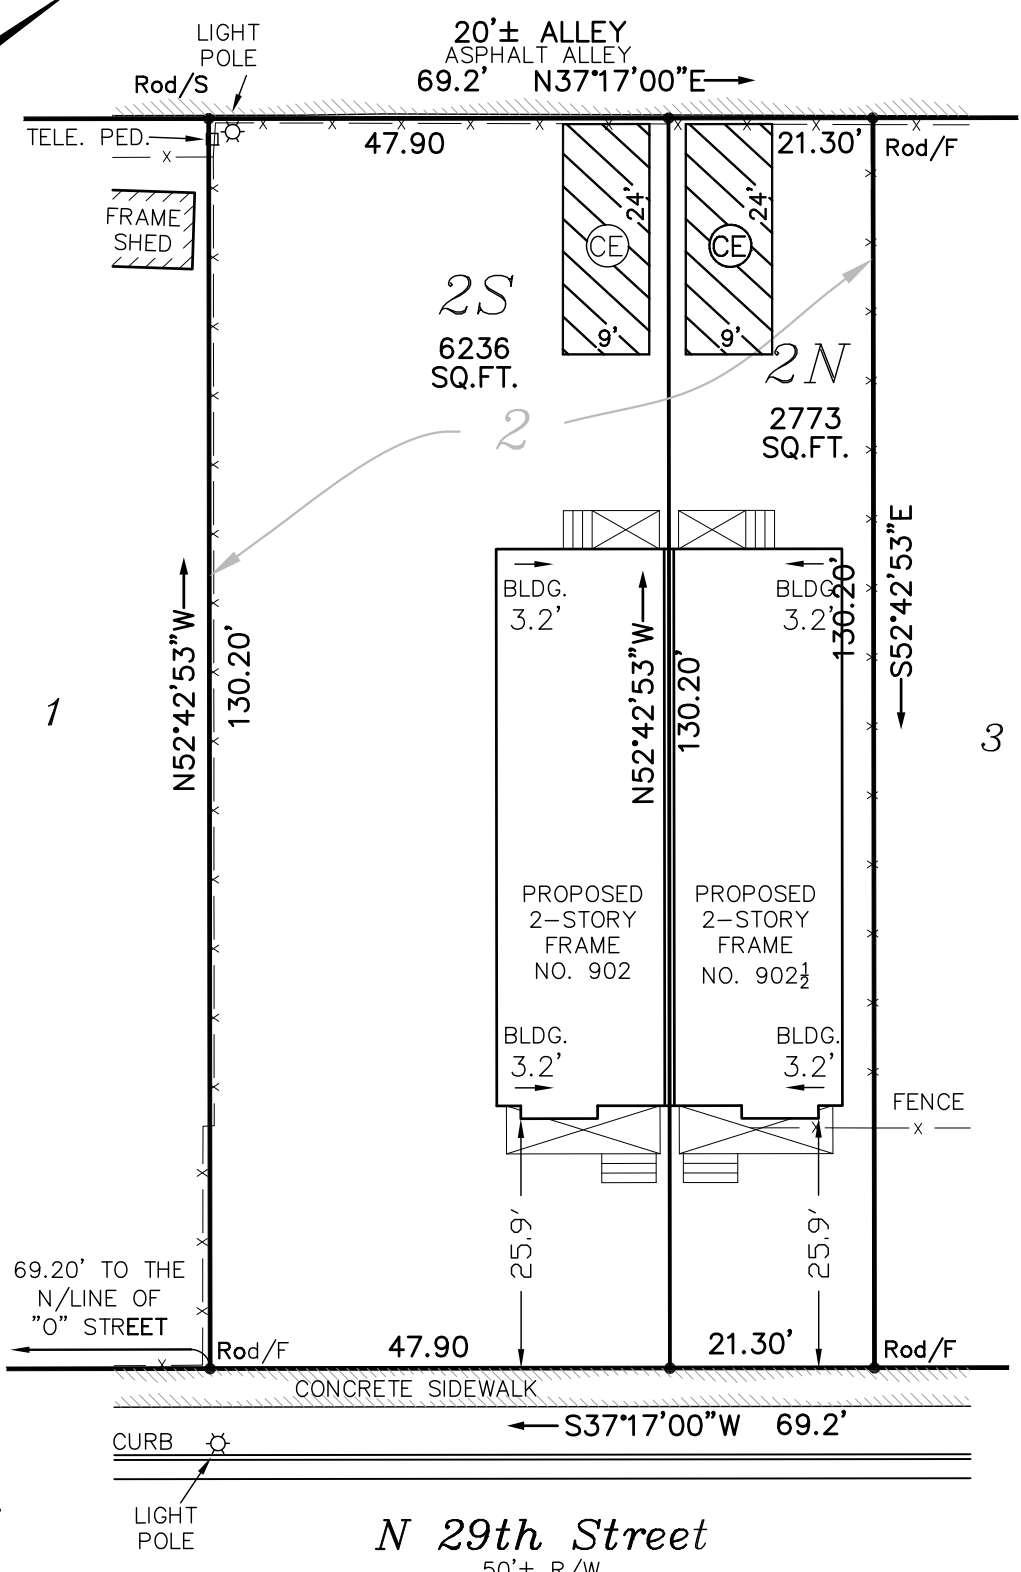 20'± ALLEY
ASPHALT ALLEY
69.2' N37°17'00"E
LIGHT
POLE
Rod/S
TELE. PED.
47.90
21.30'
Rod/F
FRAME
SHED
24'
CE
9'
24'
CE
9'
2S
6236
SQ.FT.
2N
2773
SQ.FT.
2
N52°42'53"W
130.20'
BLDG.
3.2'
N52°42'53"W
130.20'
BLDG.
3.2'
130.20'
S52°42'53"E
1
3
PROPOSED
2-STORY
FRAME
NO. 902
PROPOSED
2-STORY
FRAME
NO. 902½
BLDG.
3.2'
BLDG.
3.2'
FENCE
25.9'
25.9'
69.20' TO THE
N/LINE OF
"O" STREET
Rod/F
47.90
21.30'
Rod/F
CONCRETE SIDEWALK
S37°17'00"W 69.2'
CURB
LIGHT
POLE
N 29th Street
50'± R/W